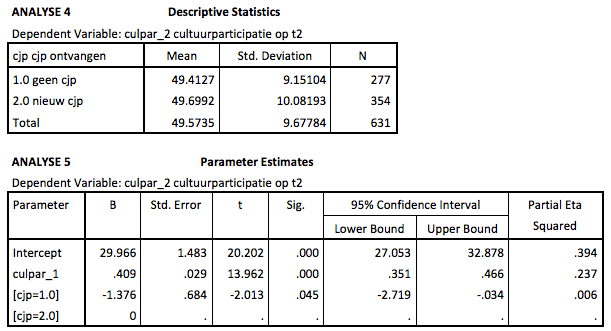 ANALYSE 4 Descriptive Statistics
Dependent Variable: culpar_2 cultuurparticipatie op t2
cjp cjp ontvangen Mean Std. Deviation N
1.0 geen cjp 49.4127 9.15104 277
2.0 nieuw cjp 49.6992 10.08193 354
Total 49.5735 9.67784 631
ANALYSE 5 Parameter Estimates
Dependent Variable: culpar_2 cultuurparticipatie op t2
Parameter B Std. Error t Sig. 95% Confidence Interval Partial Eta
Lower Bound Upper Bound Squared
Intercept 29.966 1.483 20.202 .000 27.053 32.878 .394
culpar_1 .409 .029 13.962 .000 .351 .466 .237
[cjp=1.0] -1.376 .684 -2.013 .045 -2.719 -.034 .006
[cjp=2.0] 0 . . . . . .